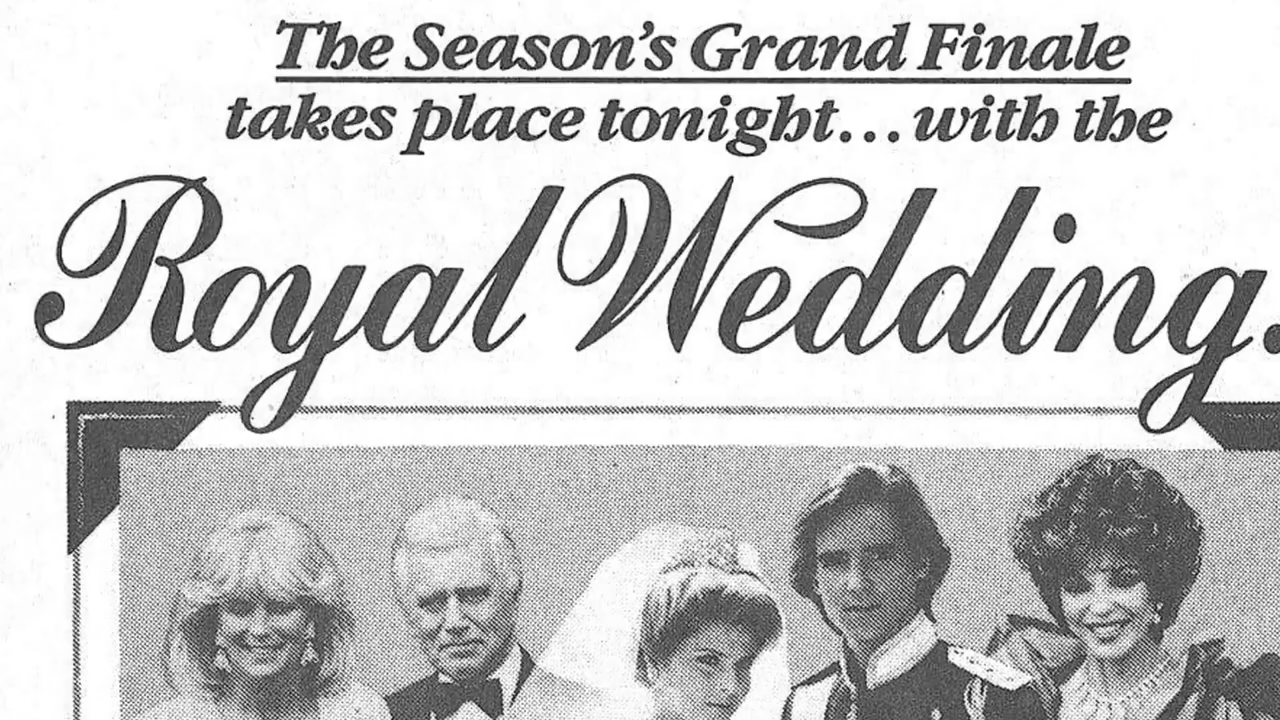 The Season's Grand Finale
takes place tonight...with the
Royal Wedding.